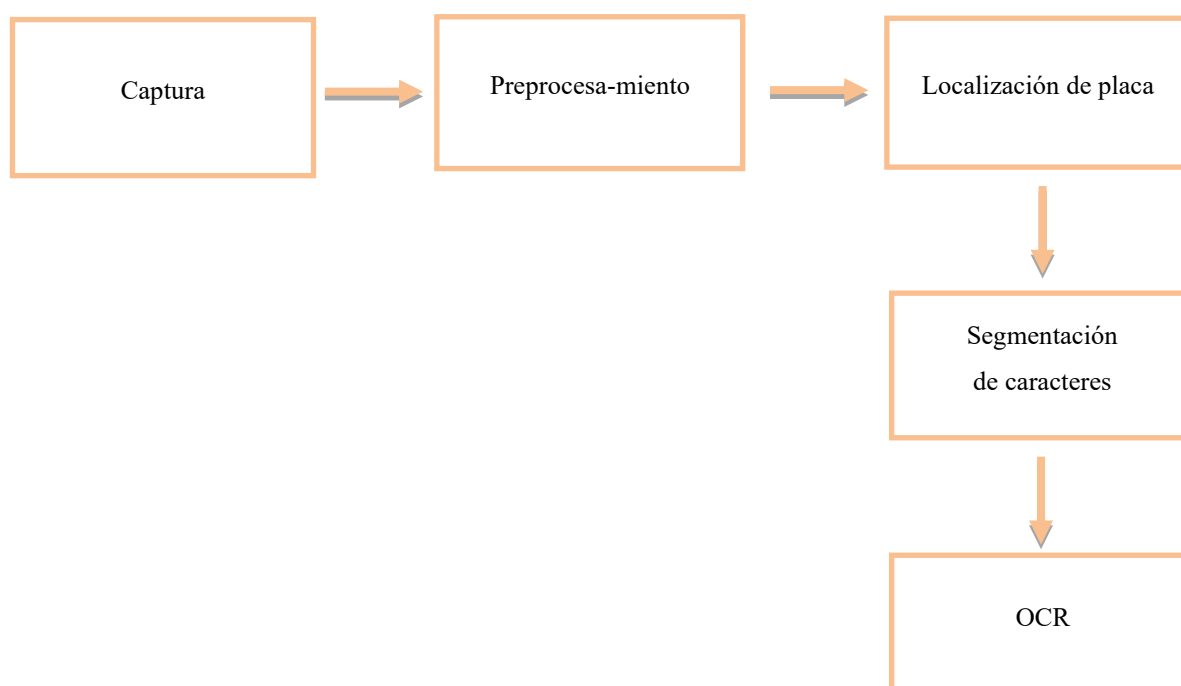 Captura
Preprocesa-miento
Localización de placa
Segmentación
de caracteres
OCR